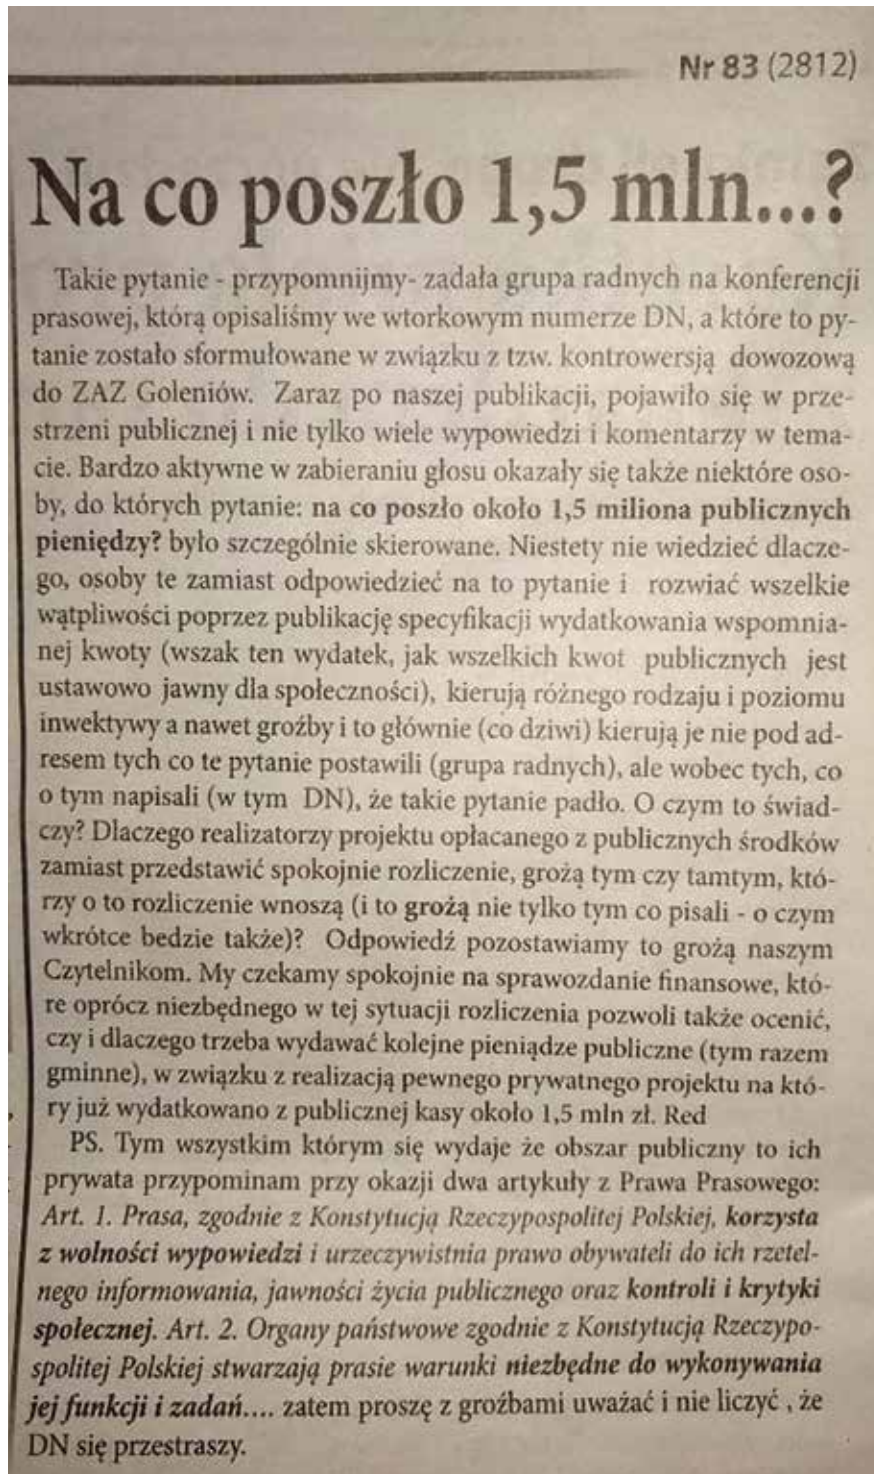 Nr 83 (2812)
Na co poszło 1,5 mln...?
Takie pytanie - przypomnijmy- zadała grupa radnych na konferencji
prasowej, którą opisaliśmy we wtorkowym numerze DN, a które to py-
tanie zostało sformułowane w związku z tzw. kontrowersją dowozową
do ZAZ Goleniów. Zaraz po naszej publikacji, pojawiło się w prze-
strzeni publicznej i nie tylko wiele wypowiedzi i komentarzy w tema-
cie. Bardzo aktywne w zabieraniu głosu okazały się także niektóre oso-
by, do których pytanie: na co poszło około 1,5 miliona publicznych
pieniędzy? było szczególnie skierowane. Niestety nie wiedzieć dlacze-
go, osoby te zamiast odpowiedzieć na to pytanie i rozwiać wszelkie
wątpliwości poprzez publikację specyfikacji wydatkowania wspomnia-
nej kwoty (wszak ten wydatek, jak wszelkich kwot publicznych jest
ustawowo jawny dla społeczności), kierują różnego rodzaju i poziomu
inwektywy a nawet groźby i to głównie (co dziwi) kierują je nie pod ad-
resem tych co te pytanie postawili (grupa radnych), ale wobec tych, co
o tym napisali (w tym DN), że takie pytanie padło. O czym to świad-
czy? Dlaczego realizatorzy projektu opłacanego z publicznych środków
zamiast przedstawić spokojnie rozliczenie, grożą tym czy tamtym, któ-
rzy o to rozliczenie wnoszą (i to grożą nie tylko tym co pisali - o czym
wkrótce bedzie także)? Odpowiedź pozostawiamy to grożą naszym
Czytelnikom. My czekamy spokojnie na sprawozdanie finansowe, któ-
re oprócz niezbędnego w tej sytuacji rozliczenia pozwoli także ocenić,
czy i dlaczego trzeba wydawać kolejne pieniądze publiczne (tym razem
gminne), w związku z realizacją pewnego prywatnego projektu na któ-
ry już wydatkowano z publicznej kasy około 1,5 mln zł. Red
PS. Tym wszystkim którym się wydaje że obszar publiczny to ich
prywata przypominam przy okazji dwa artykuły z Prawa Prasowego:
Art. 1. Prasa, zgodnie z Konstytucją Rzeczypospolitej Polskiej, korzysta
z wolności wypowiedzi i urzeczywistnia prawo obywateli do ich rzetel-
nego informowania, jawności życia publicznego oraz kontroli i krytyki
społecznej. Art. 2. Organy państwowe zgodnie z Konstytucją Rzeczypo-
spolitej Polskiej stwarzają prasie warunki niezbędne do wykonywania
jej funkcji i zadań.... zatem proszę z groźbami uważać i nie liczyć , że
DN się przestraszy.